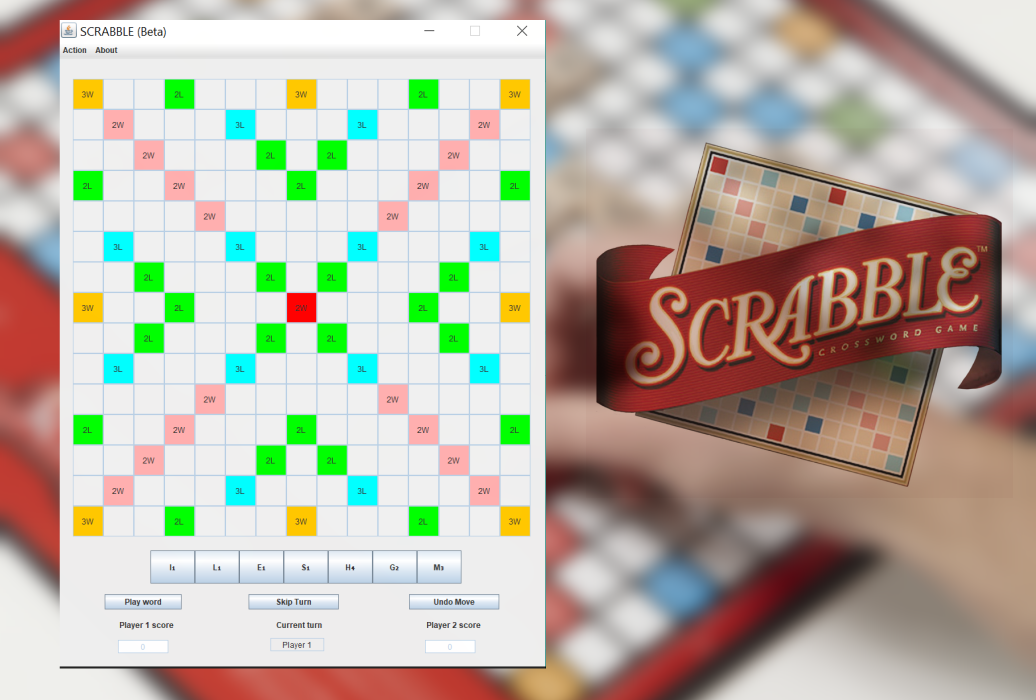 SCRABBLE (Beta)
Action About
3W 2L 3W 2L 3W
2W 3L 3L 2W
2W 2L 2L 2W
2L 2W 2L 2W 2L
2W 2W
3L 3L 3L 3L
2L 2L 2L 2L
3W 2L 2W 2L 3W
2L 2L 2L 2L
3L 3L 3L 3L
2W 2W
2L 2W 2L 2W 2L
2W 2L 2L 2W
2W 3L 3L 2W
3W 2L 3W 2L 3W
I₁ L₁ E₁ S₁ H₄ G₂ M₃
Play word Skip Turn Undo Move
Player 1 score Current turn Player 2 score
0 Player 1 0
SCRABBLE™
CROSSWORD GAME